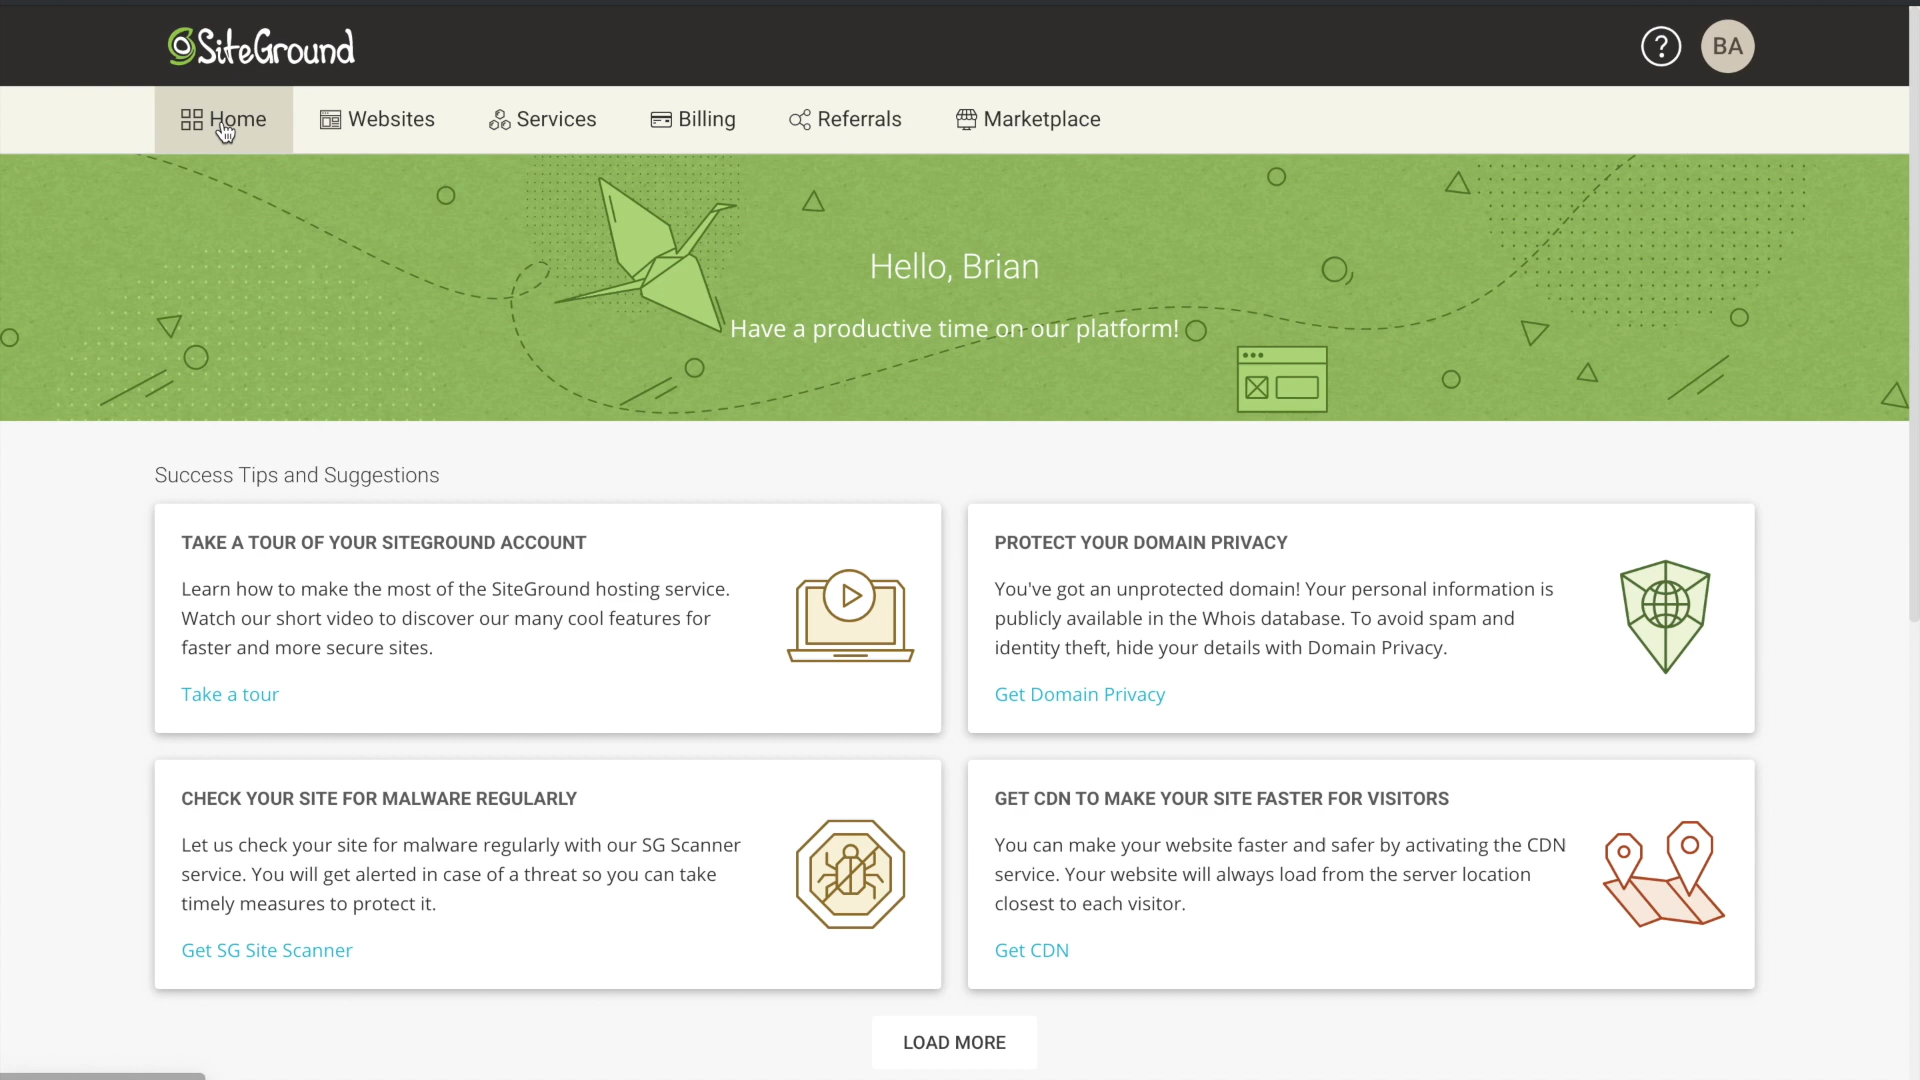 SiteGround
?
BA
Home
Websites
Services
Billing
Referrals
Marketplace
Hello, Brian
Have a productive time on our platform!
Success Tips and Suggestions
TAKE A TOUR OF YOUR SITEGROUND ACCOUNT
Learn how to make the most of the SiteGround hosting service.
Watch our short video to discover our many cool features for
faster and more secure sites.
Take a tour
PROTECT YOUR DOMAIN PRIVACY
You've got an unprotected domain! Your personal information is
publicly available in the Whois database. To avoid spam and
identity theft, hide your details with Domain Privacy.
Get Domain Privacy
CHECK YOUR SITE FOR MALWARE REGULARLY
Let us check your site for malware regularly with our SG Scanner
service. You will get alerted in case of a threat so you can take
timely measures to protect it.
Get SG Site Scanner
GET CDN TO MAKE YOUR SITE FASTER FOR VISITORS
You can make your website faster and safer by activating the CDN
service. Your website will always load from the server location
closest to each visitor.
Get CDN
LOAD MORE